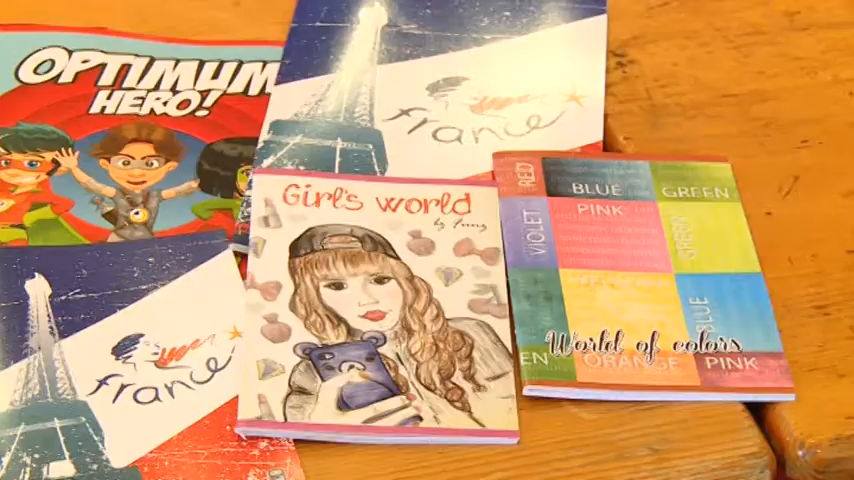 OPTIMUM
HERO!
france
Girl's world
by
RED
BLUE
GREEN
VIOLET
PINK
GREEN
BLUE
EN
ORANGE
PINK
World of colors
france